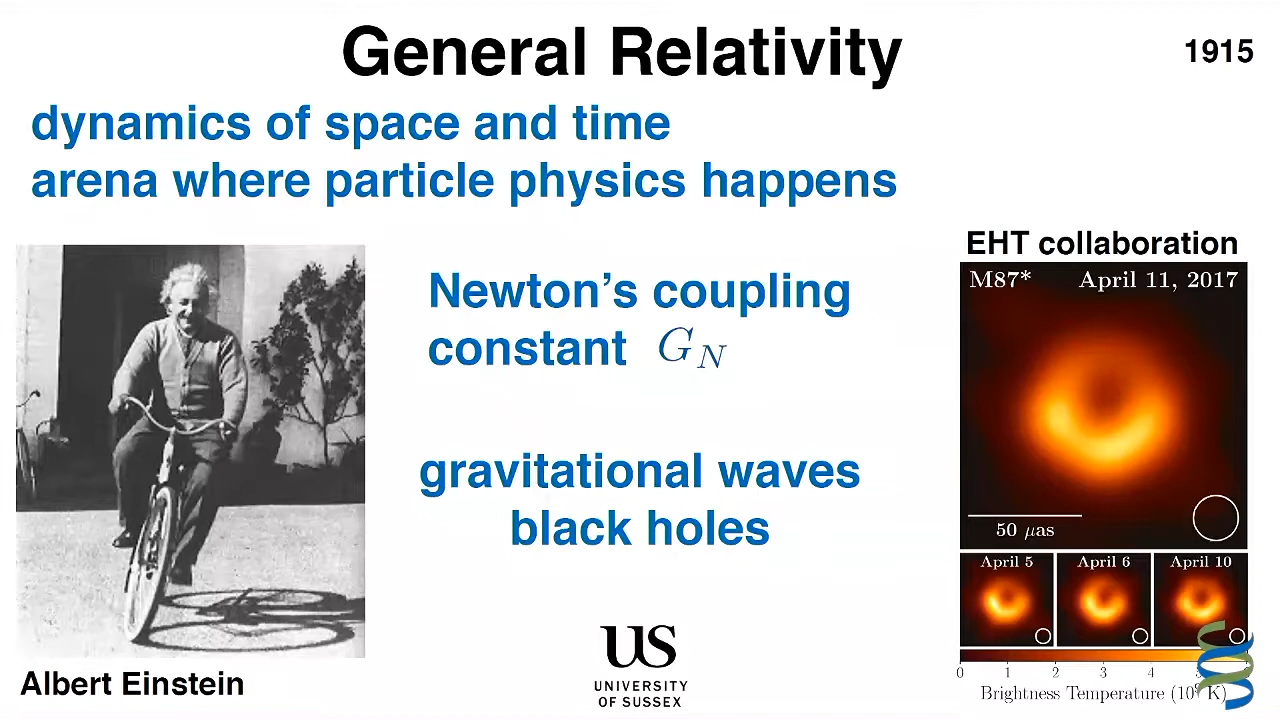 General Relativity
1915
dynamics of space and time
arena where particle physics happens
EHT collaboration
M87* April 11, 2017
Newton's coupling
constant G_N
50 μas
gravitational waves
black holes
April 5 April 6 April 10
US
UNIVERSITY
OF SUSSEX
Albert Einstein
0 1 2 3 4
Brightness Temperature (10 K)